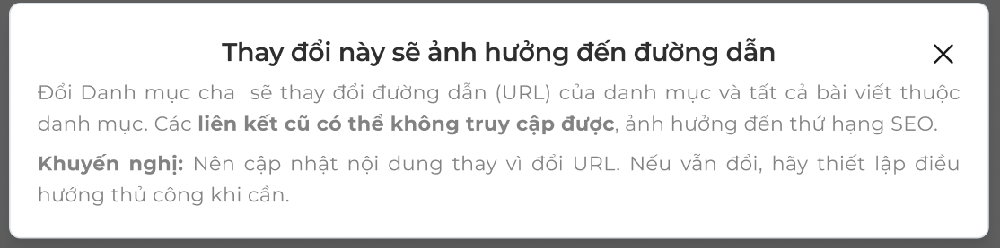 Thay đổi này sẽ ảnh hưởng đến đường dẫn
Đổi Danh mục cha  sẽ thay đổi đường dẫn (URL) của danh mục và tất cả bài viết thuộc
danh mục. Các liên kết cũ có thể không truy cập được, ảnh hưởng đến thứ hạng SEO.
Khuyến nghị: Nên cập nhật nội dung thay vì đổi URL. Nếu vẫn đổi, hãy thiết lập điều
hướng thủ công khi cần.